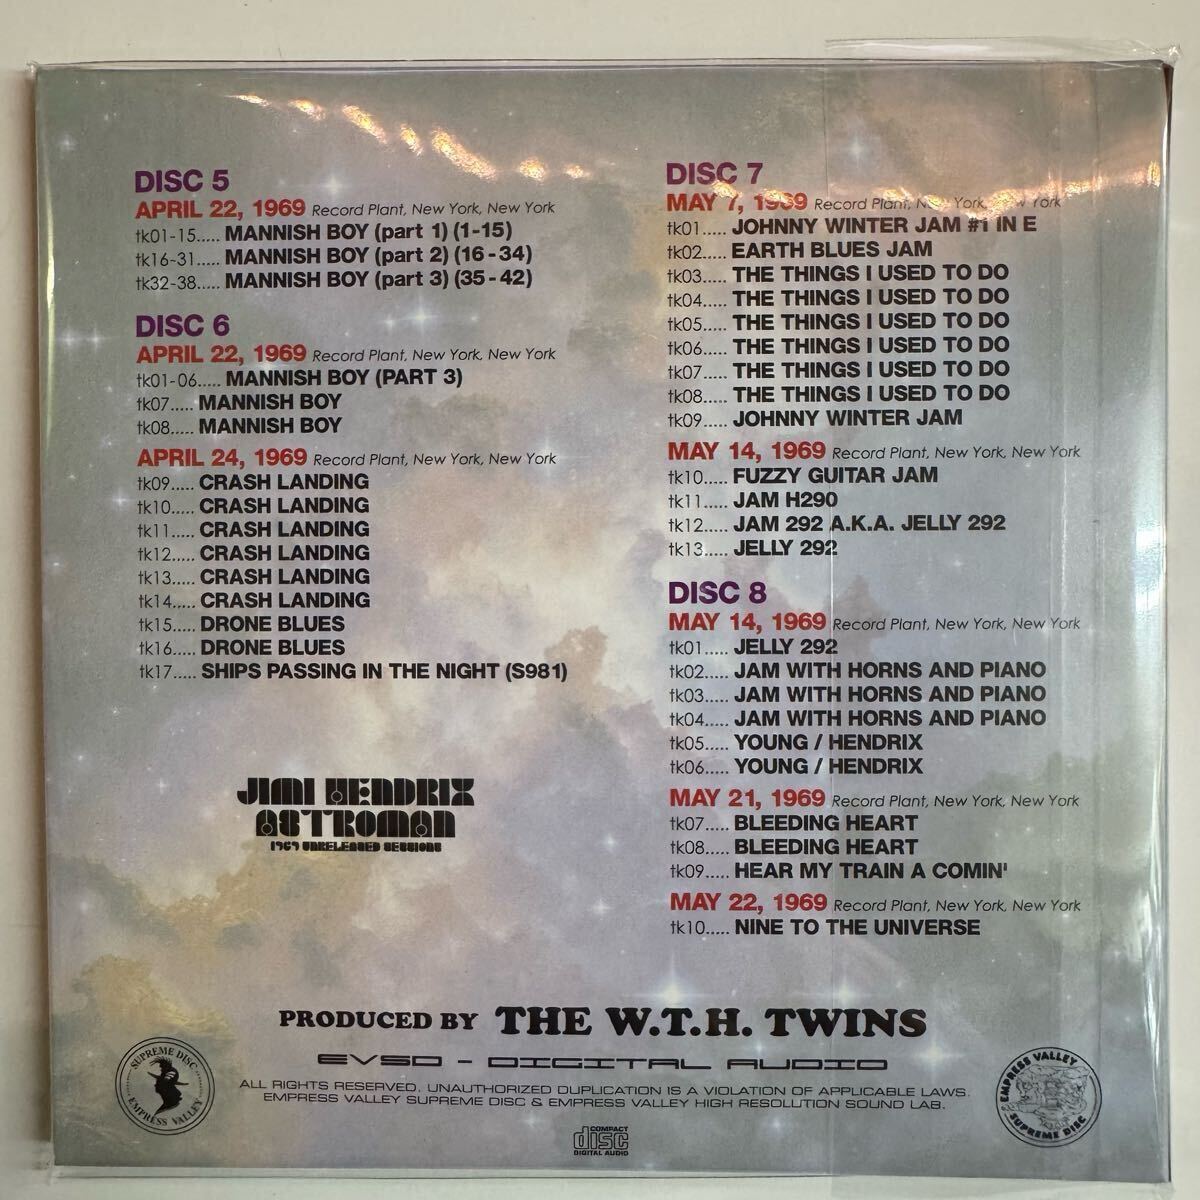 DISC 5
APRIL 22, 1969 Record Plant, New York, New York
tk01-15..... MANNISH BOY (part 1) (1-15)
tk16-31..... MANNISH BOY (part 2) (16-34)
tk32-38..... MANNISH BOY (part 3) (35-42)
DISC 6
APRIL 22, 1969 Record Plant, New York, New York
tk01-06..... MANNISH BOY (PART 3)
tk07..... MANNISH BOY
tk08..... MANNISH BOY
APRIL 24, 1969 Record Plant, New York, New York
tk09..... CRASH LANDING
tk10..... CRASH LANDING
tk11..... CRASH LANDING
tk12..... CRASH LANDING
tk13..... CRASH LANDING
tk14..... CRASH LANDING
tk15..... DRONE BLUES
tk16..... DRONE BLUES
tk17..... SHIPS PASSING IN THE NIGHT (S981)
JIMI HENDRIX
ASTROMAN
1969 UNRELEASED SESSIONS
DISC 7
MAY 7, 1969 Record Plant, New York, New York
tk01..... JOHNNY WINTER JAM #1 IN E
tk02..... EARTH BLUES JAM
tk03..... THE THINGS I USED TO DO
tk04..... THE THINGS I USED TO DO
tk05..... THE THINGS I USED TO DO
tk06..... THE THINGS I USED TO DO
tk07..... THE THINGS I USED TO DO
tk08..... THE THINGS I USED TO DO
tk09..... JOHNNY WINTER JAM
MAY 14, 1969 Record Plant, New York, New York
tk10..... FUZZY GUITAR JAM
tk11..... JAM H290
tk12..... JAM 292 A.K.A. JELLY 292
tk13..... JELLY 292
DISC 8
MAY 14, 1969 Record Plant, New York, New York
tk01..... JELLY 292
tk02..... JAM WITH HORNS AND PIANO
tk03..... JAM WITH HORNS AND PIANO
tk04..... JAM WITH HORNS AND PIANO
tk05..... YOUNG / HENDRIX
tk06..... YOUNG / HENDRIX
MAY 21, 1969 Record Plant, New York, New York
tk07..... BLEEDING HEART
tk08..... BLEEDING HEART
tk09..... HEAR MY TRAIN A COMIN'
MAY 22, 1969 Record Plant, New York, New York
tk10..... NINE TO THE UNIVERSE
PRODUCED BY THE W.T.H. TWINS
EVSD - DIGITAL AUDIO
ALL RIGHTS RESERVED. UNAUTHORIZED DUPLICATION IS A VIOLATION OF APPLICABLE LAWS.
EMPRESS VALLEY SUPREME DISC & EMPRESS VALLEY HIGH RESOLUTION SOUND LAB.
SUPREME DISC
EMPRESS VALLEY
EMPRESS VALLEY
SUPREME DISC
COMPACT
disc
DIGITAL AUDIO